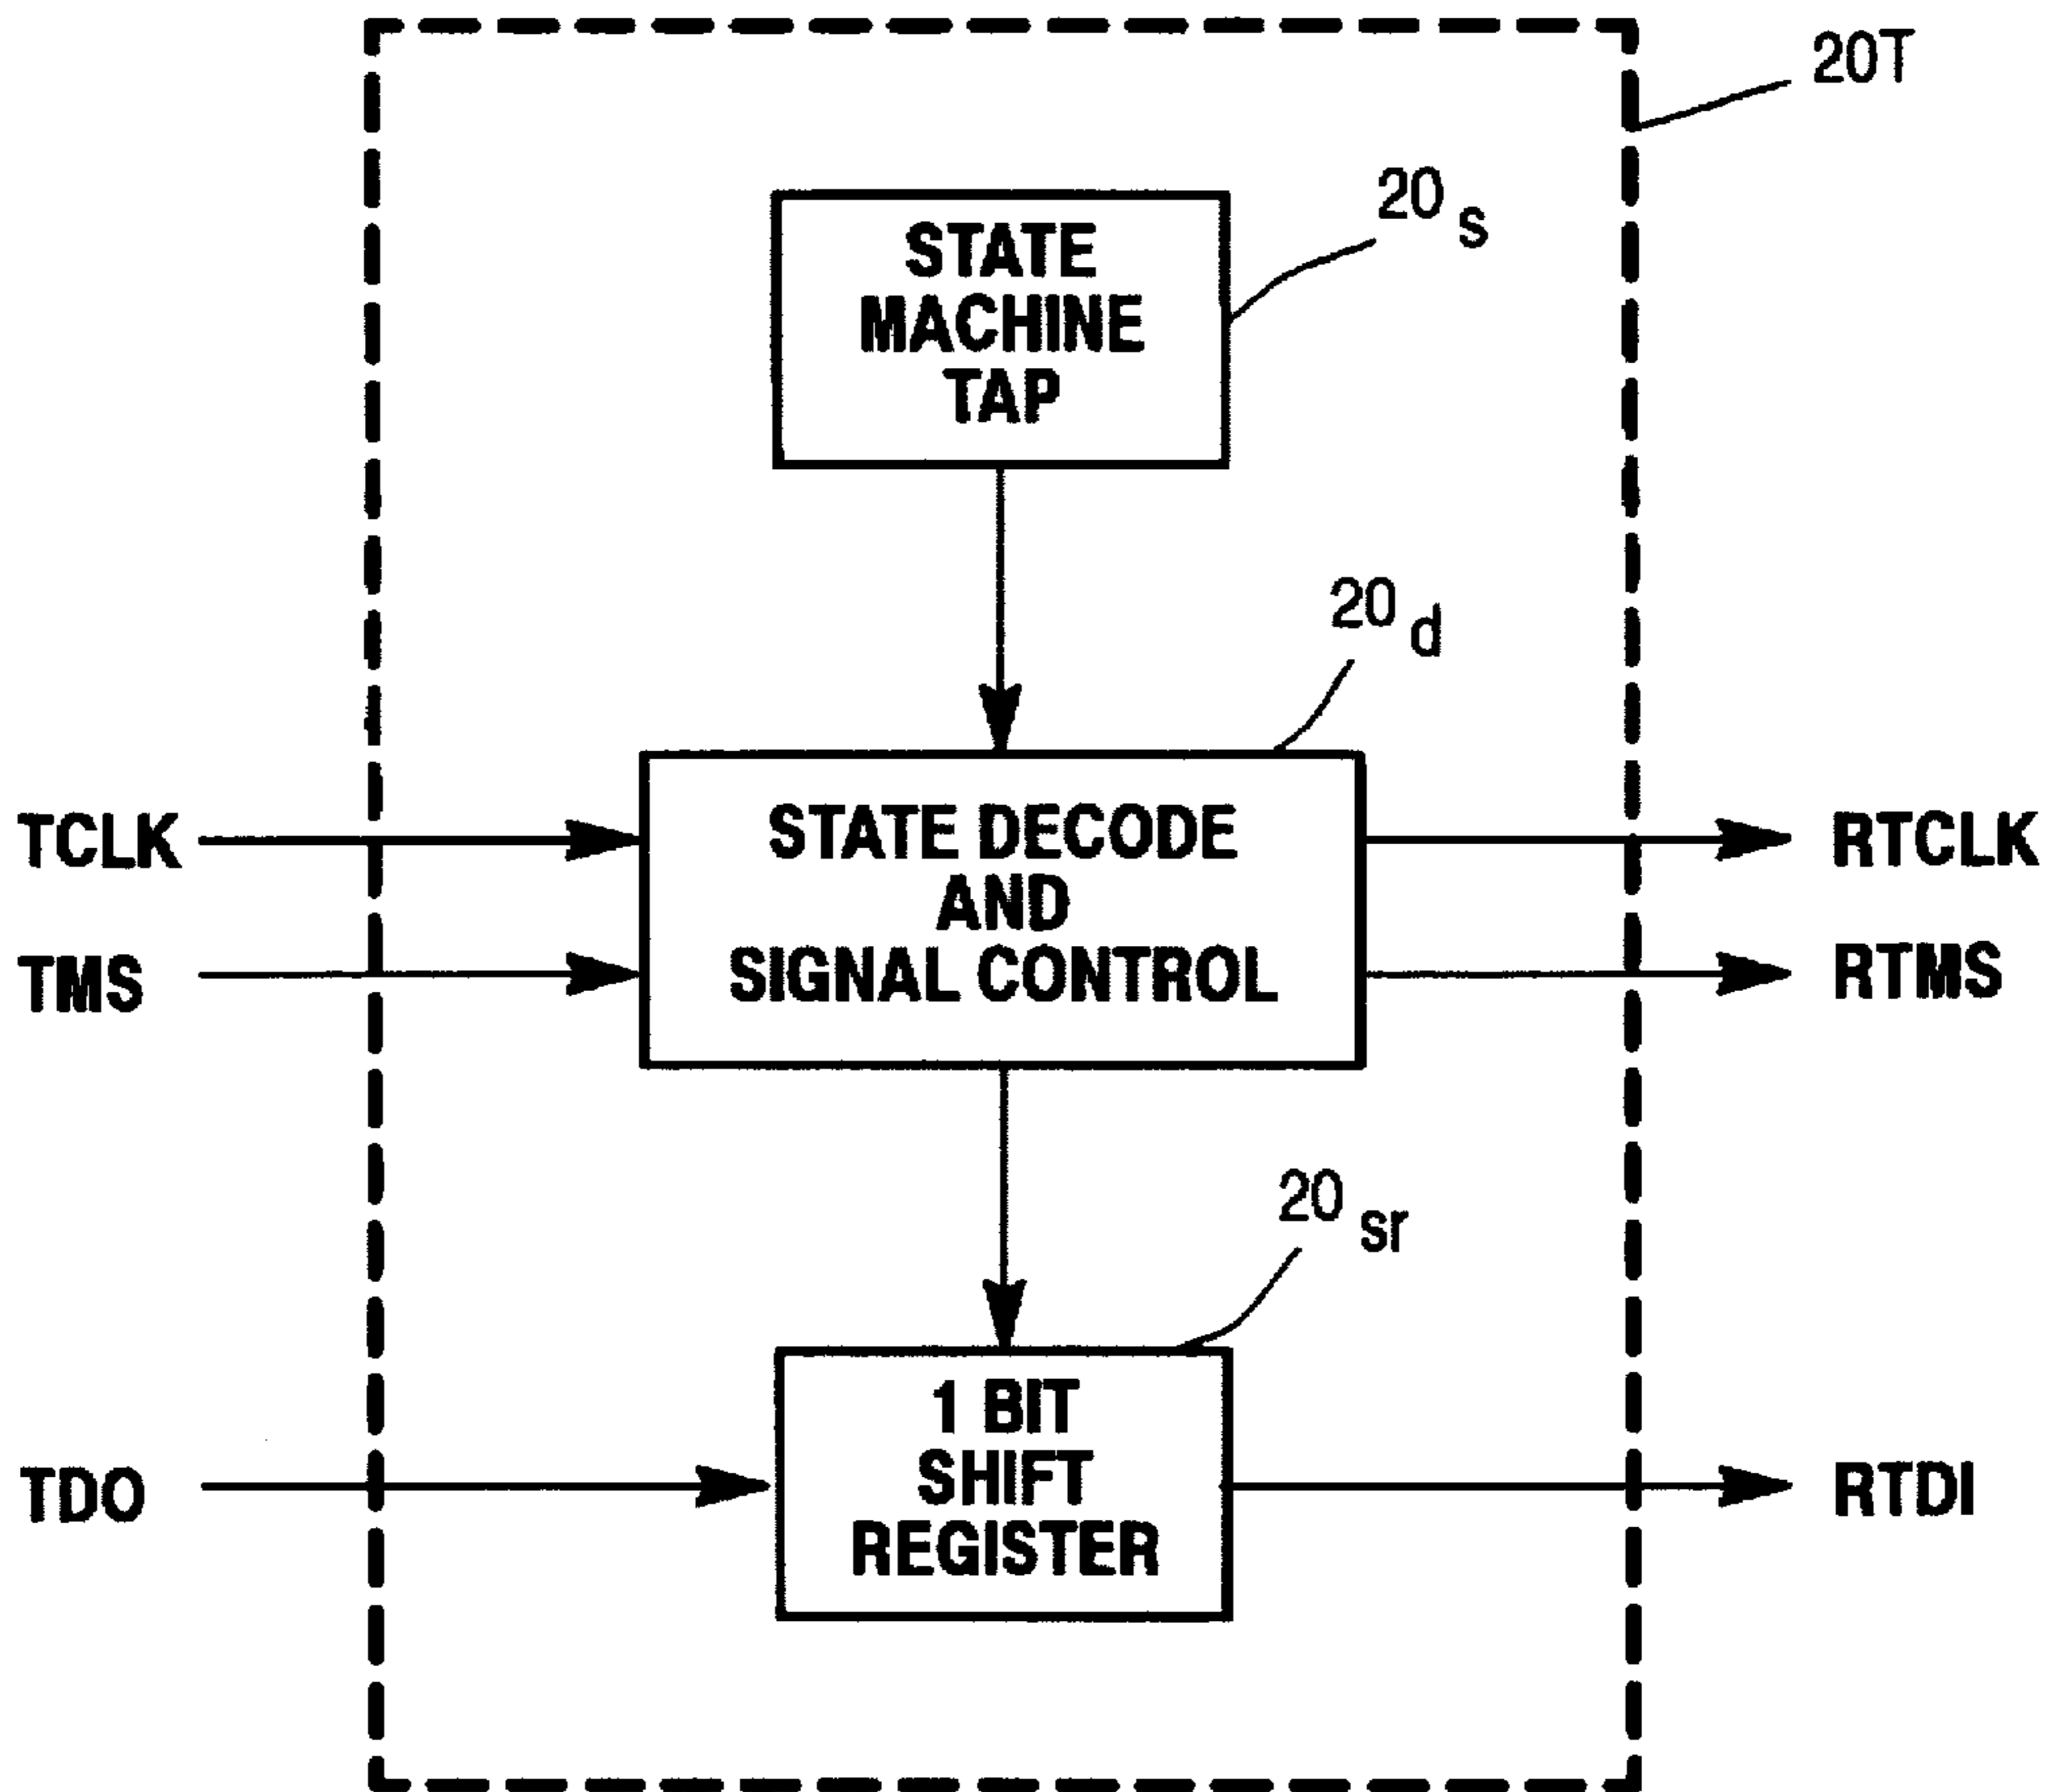 20T
20 s
STATE
MACHINE
TAP
20 d
TCLK
STATE DECODE
AND
SIGNAL CONTROL
RTCLK
TMS
RTMS
20 sr
1 BIT
SHIFT
REGISTER
TDO
RTDI